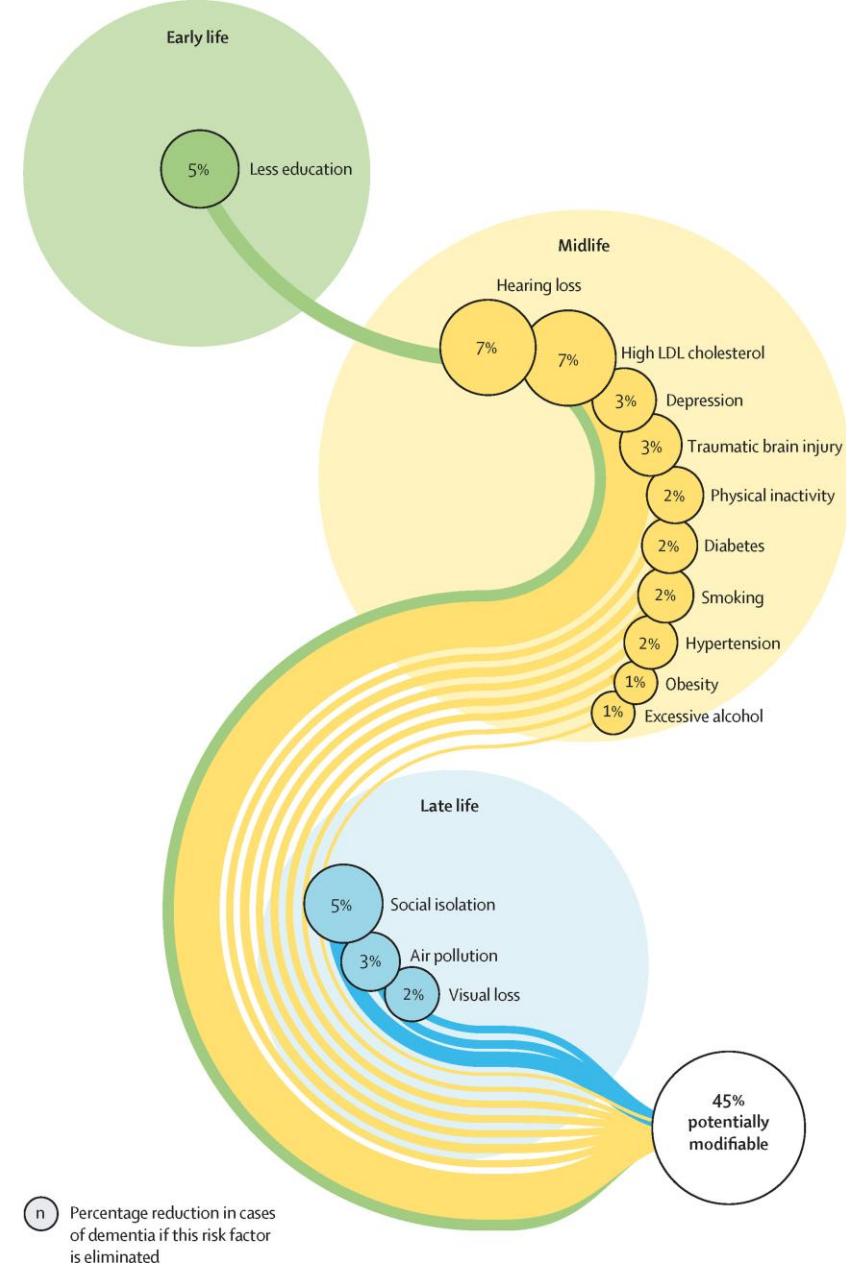 Early life
5%
Less education
Midlife
Hearing loss
7%
7%
High LDL cholesterol
3%
Depression
3%
Traumatic brain injury
2%
Physical inactivity
2%
Diabetes
2%
Smoking
2%
Hypertension
1%
Obesity
1%
Excessive alcohol
Late life
5%
Social isolation
3%
Air pollution
2%
Visual loss
45%
potentially
modifiable
n
Percentage reduction in cases
of dementia if this risk factor
is eliminated